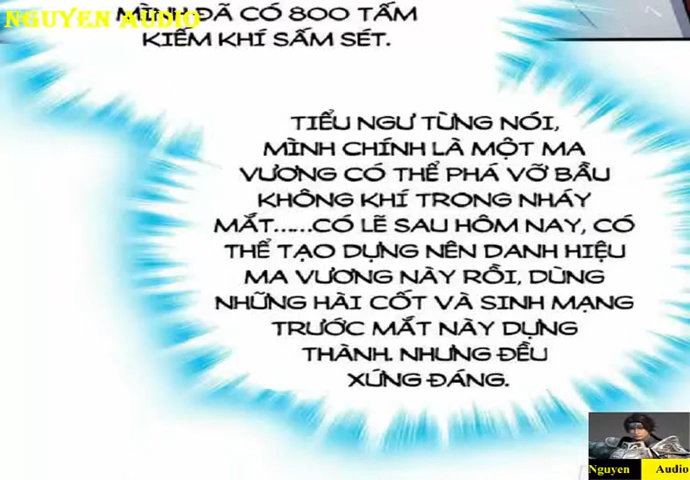 NGUYEN AUDIO
MÌNH ĐÃ CÓ 800 TẤM
KIẾM KHÍ SẤM SÉT.
TIỂU NGƯ TỪNG NÓI,
MÌNH CHÍNH LÀ MỘT MA
VƯƠNG CÓ THỂ PHÁ VỠ BẦU
KHÔNG KHÍ TRONG NHÁY
MẮT......CÓ LẼ SAU HÔM NAY, CÓ
THỂ TẠO DỰNG NÊN DANH HIỆU
MA VƯƠNG NÀY RỒI, DÙNG
NHỮNG HÀI CỐT VÀ SINH MẠNG
TRƯỚC MẮT NÀY DỰNG
THÀNH. NHƯNG ĐỀU
XỨNG ĐÁNG.
Nguyen Audio